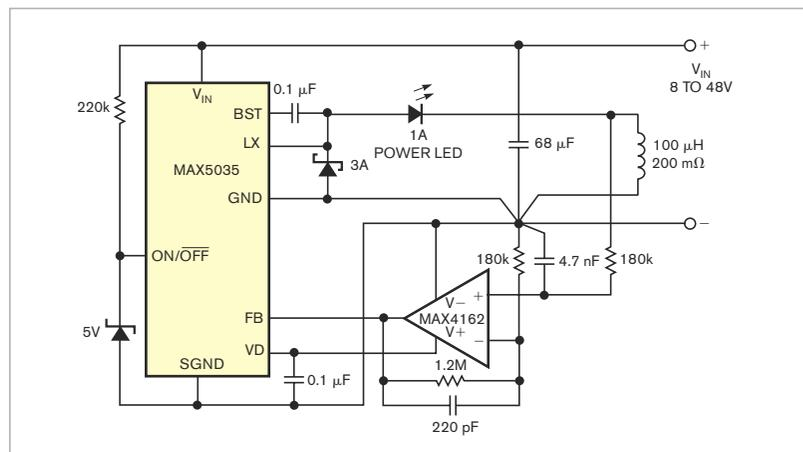 +
V_IN
8 TO 48V
220k
V_IN
BST
0.1 µF
LX
MAX5035
GND
3A
1A
POWER LED
68 µF
100 µH
200 mΩ
−
ON/O̅F̅F̅
180k
4.7 nF
180k
V−
+
MAX4162
V+
−
FB
5V
VD
SGND
0.1 µF
1.2M
220 pF